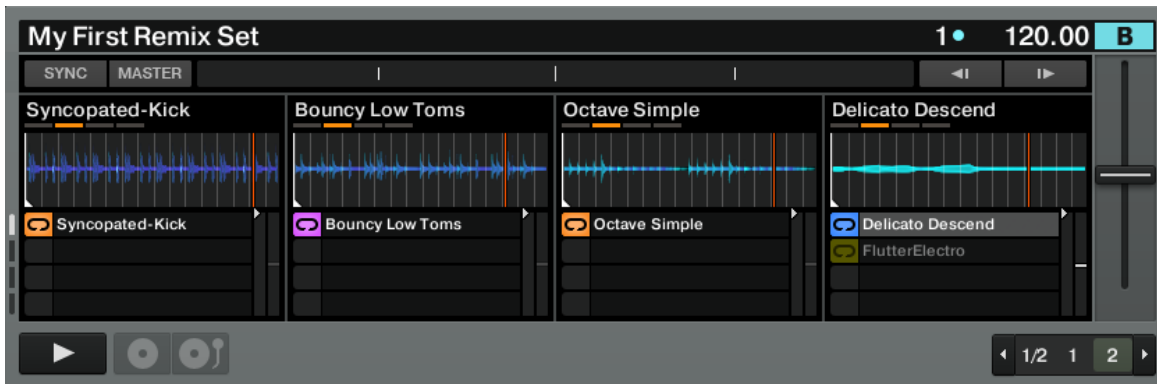 My First Remix Set 1 120.00 B
SYNC MASTER
Syncopated-Kick Bouncy Low Toms Octave Simple Delicato Descend
Syncopated-Kick Bouncy Low Toms Octave Simple Delicato Descend
FlutterElectro
1/2 1 2